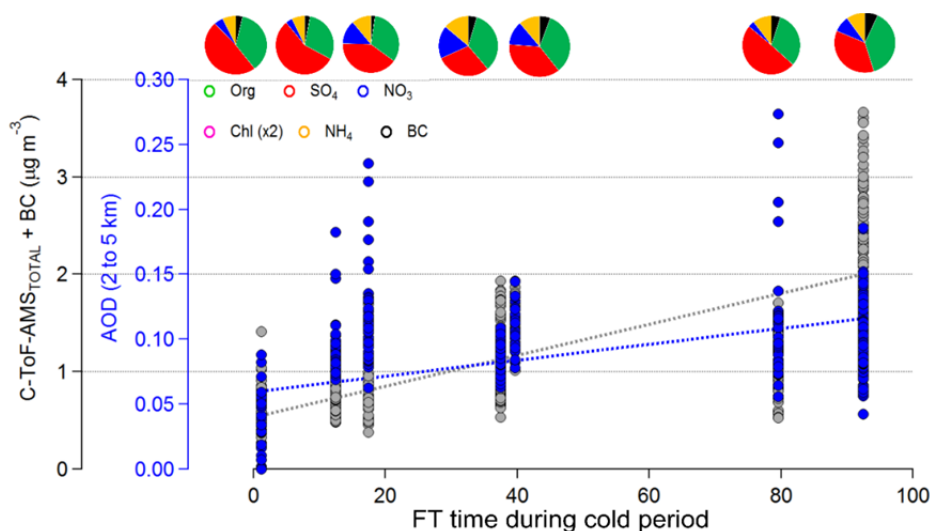 4
3
2
1
0
C-ToF-AMS_TOTAL + BC (µg m⁻³)
0.30
0.25
0.20
0.15
0.10
0.05
0.00
AOD (2 to 5 km)
Org SO₄ NO₃
Chl (x2) NH₄ BC
0 20 40 60 80 100
FT time during cold period